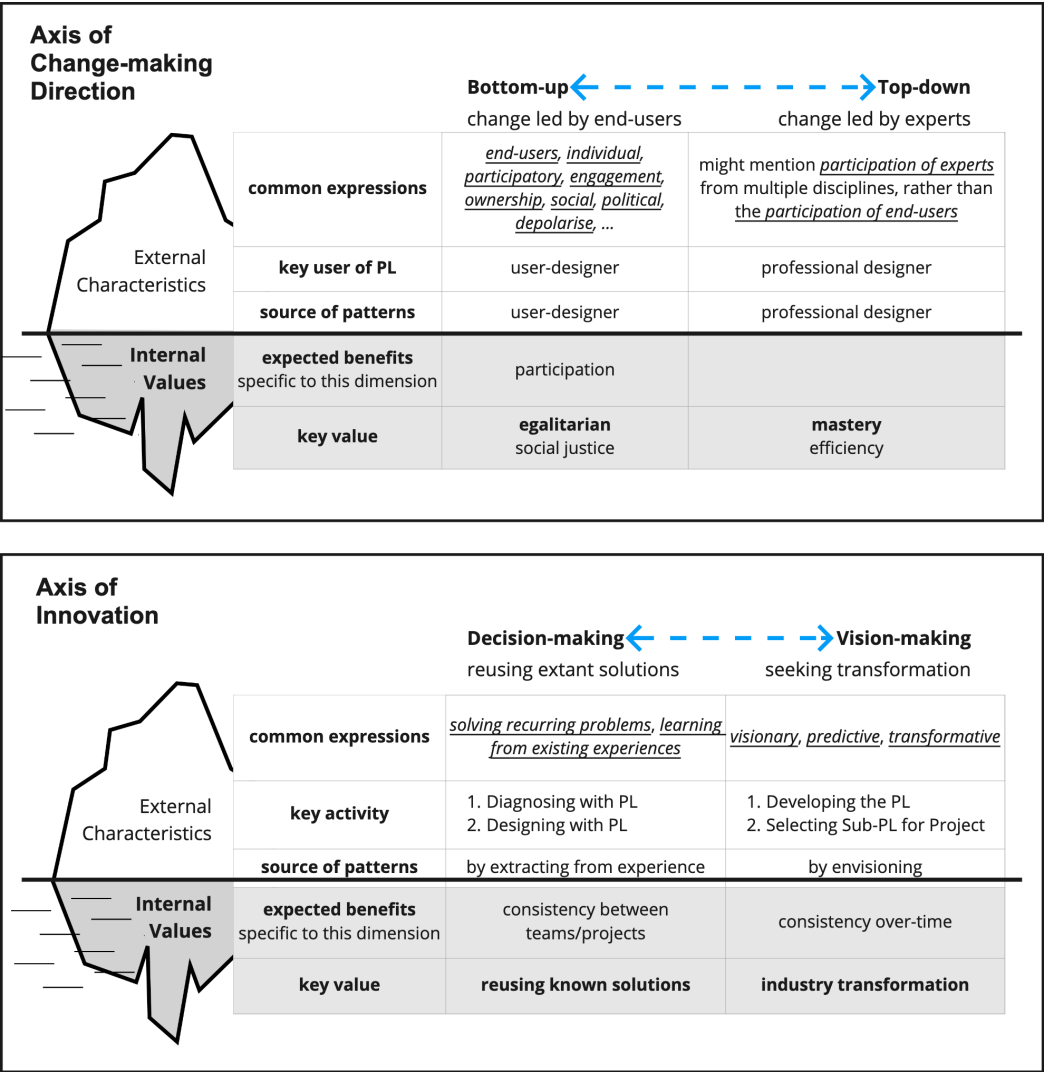 Axis of
Change-making
Direction
Bottom-up Top-down
change led by end-users change led by experts
common expressions
end-users, individual,
participatory, engagement,
ownership, social, political,
depolarise, ...
might mention participation of experts
from multiple disciplines, rather than
the participation of end-users
External
Characteristics
key user of PL user-designer professional designer
source of patterns user-designer professional designer
Internal
Values
expected benefits
specific to this dimension
participation
key value
egalitarian
social justice
mastery
efficiency
Axis of
Innovation
Decision-making Vision-making
reusing extant solutions seeking transformation
common expressions
solving recurring problems, learning
from existing experiences
visionary, predictive, transformative
External
Characteristics
key activity
1. Diagnosing with PL
2. Designing with PL
1. Developing the PL
2. Selecting Sub-PL for Project
source of patterns by extracting from experience by envisioning
Internal
Values
expected benefits
specific to this dimension
consistency between
teams/projects
consistency over-time
key value reusing known solutions industry transformation